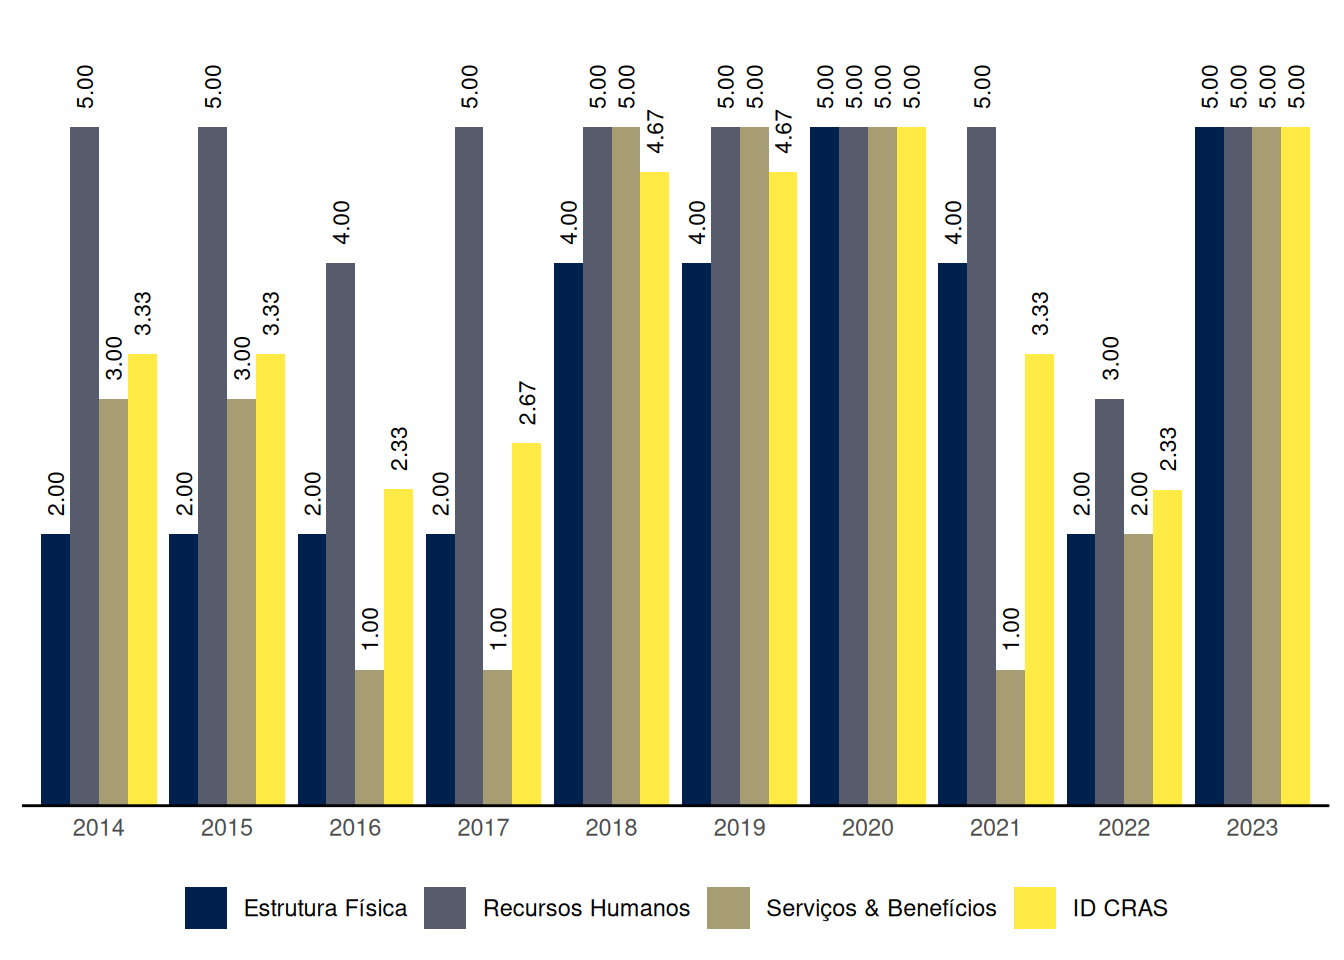 2.00 5.00 3.00 3.33 2.00 5.00 3.00 3.33 2.00 4.00 1.00 2.33 2.00 5.00 1.00 2.67 4.00 5.00 5.00 4.67 4.00 5.00 5.00 4.67 5.00 5.00 5.00 5.00 4.00 5.00 1.00 3.33 2.00 3.00 2.00 2.33 5.00 5.00 5.00 5.00
2014 2015 2016 2017 2018 2019 2020 2021 2022 2023
Estrutura Física Recursos Humanos Serviços & Benefícios ID CRAS